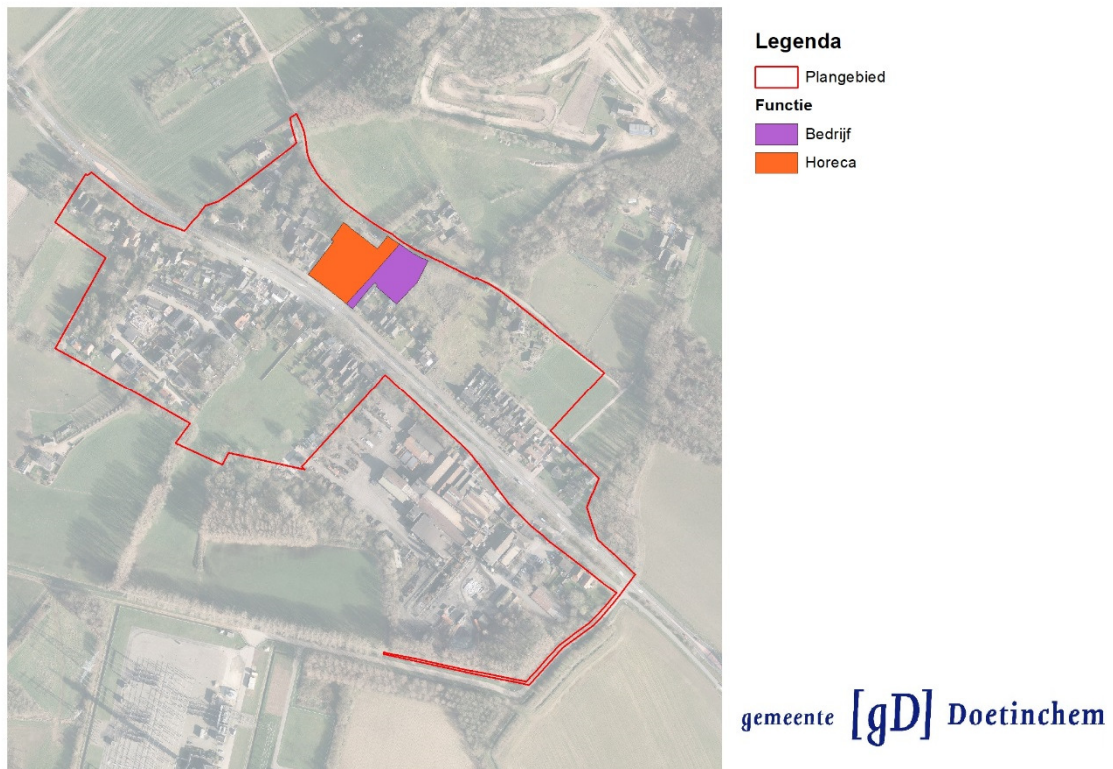 Legenda
Plangebied
Functie
Bedrijf
Horeca
gemeente [gD] Doetinchem